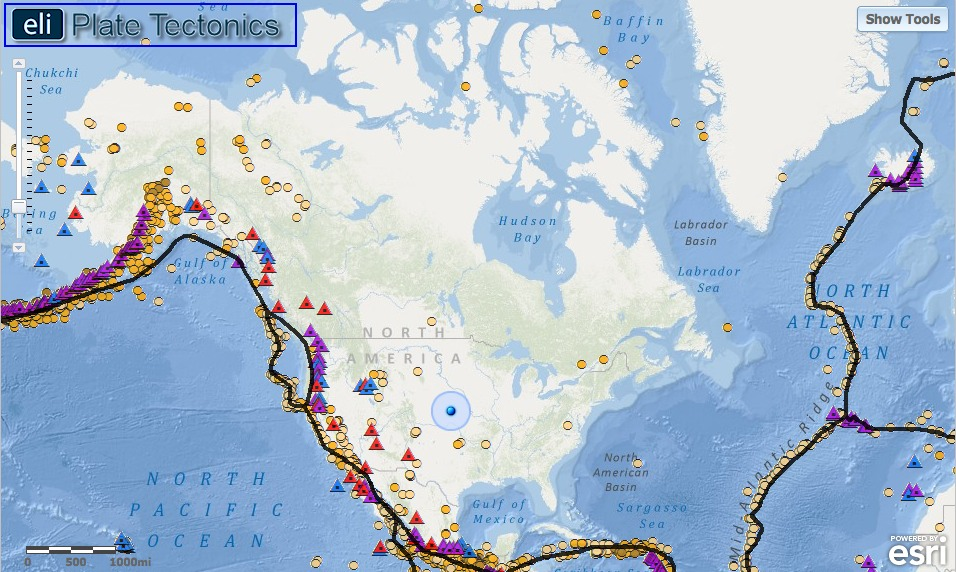 Sea
eli Plate Tectonics
Baffin
Bay
Show Tools
Chukchi
Sea
Bering
Sea
Gulf of
Alaska
Hudson
Bay
Labrador
Basin
Labrador
Sea
NORTH
AMERICA
NORTH
ATLANTIC
OCEAN
Mid Atlantic Ridge
North
American
Basin
Sargasso
Sea
Gulf of
Mexico
NORTH
PACIFIC
OCEAN
0 500 1000mi
POWERED BY
esri